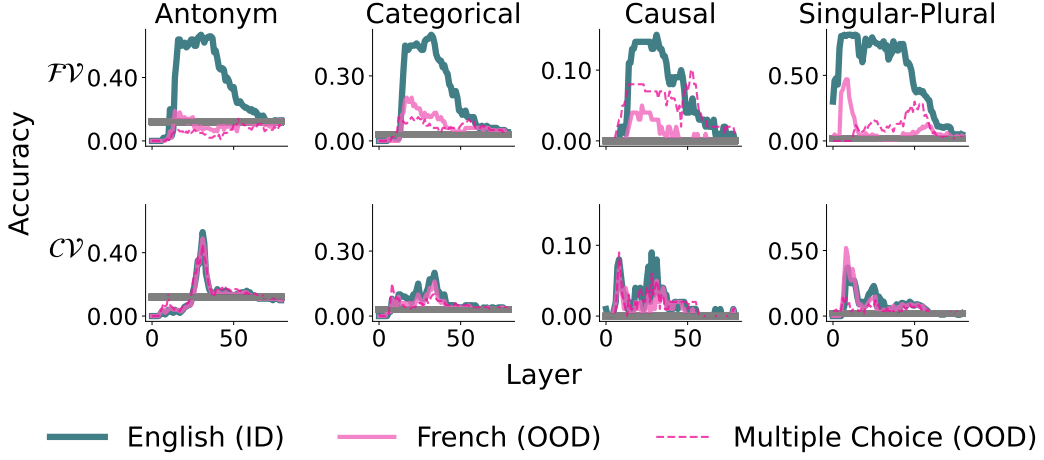 Antonym Categorical Causal Singular-Plural
Accuracy
ℱ𝒱 0.40 0.30 0.10 0.50
0.00 0.00 0.00 0.00
𝒞𝒱 0.40 0.30 0.10 0.50
0.00 0.00 0.00 0.00
0 50 0 50 0 50 0 50
Layer
English (ID) French (OOD) Multiple Choice (OOD)